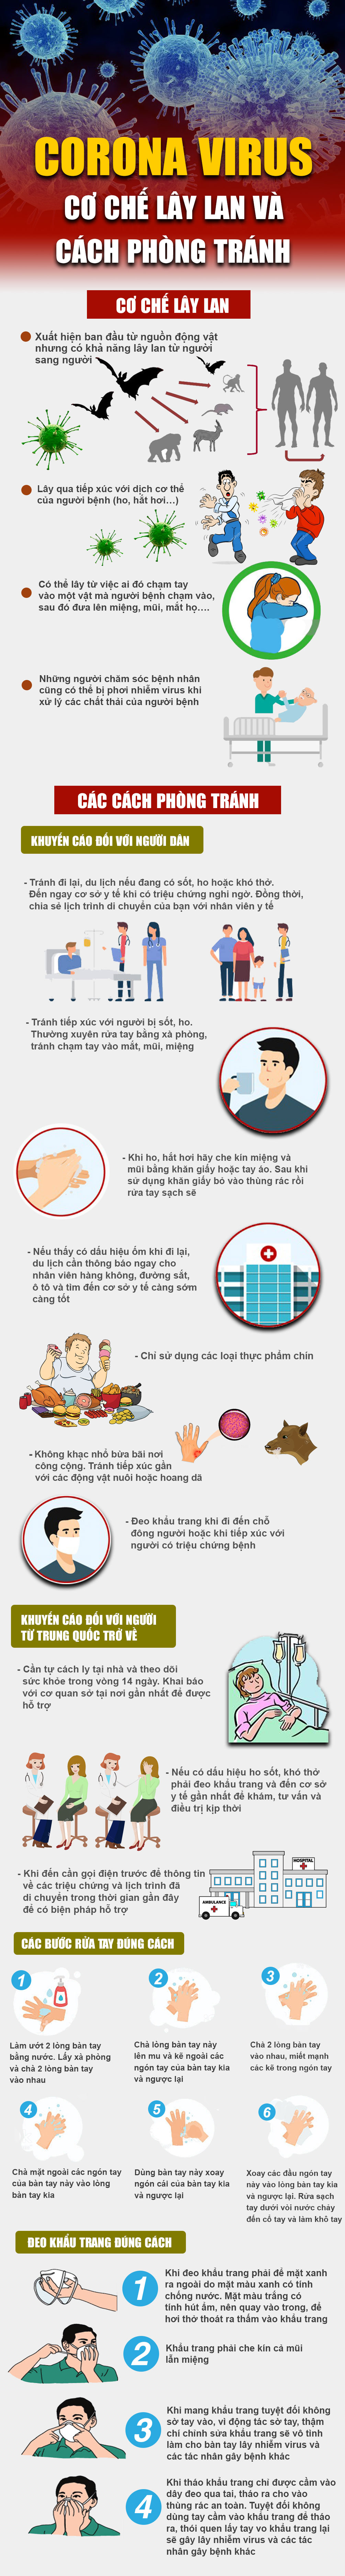 CORONA VIRUS
CƠ CHẾ LÂY LAN VÀ
CÁCH PHÒNG TRÁNH
CƠ CHẾ LÂY LAN
Xuất hiện ban đầu từ nguồn động vật
nhưng có khả năng lây lan từ người
sang người
Lây qua tiếp xúc với dịch cơ thể
của người bệnh (ho, hắt hơi...)
Có thể lây từ việc ai đó chạm tay
vào một vật mà người bệnh chạm vào,
sau đó đưa lên miệng, mũi, mắt họ....
Những người chăm sóc bệnh nhân
cũng có thể bị phơi nhiễm virus khi
xử lý các chất thải của người bệnh
CÁC CÁCH PHÒNG TRÁNH
KHUYẾN CÁO ĐỐI VỚI NGƯỜI DÂN
- Tránh đi lại, du lịch nếu đang có sốt, ho hoặc khó thở.
Đến ngay cơ sở y tế khi có triệu chứng nghi ngờ. Đồng thời,
chia sẻ lịch trình di chuyển của bạn với nhân viên y tế
- Tránh tiếp xúc với người bị sốt, ho.
Thường xuyên rửa tay bằng xà phòng,
tránh chạm tay vào mắt, mũi, miệng
- Khi ho, hắt hơi hãy che kín miệng và
mũi bằng khăn giấy hoặc tay áo. Sau khi
sử dụng khăn giấy bỏ vào thùng rác rồi
rửa tay sạch sẽ
- Nếu thấy có dấu hiệu ốm khi đi lại,
du lịch cần thông báo ngay cho
nhân viên hàng không, đường sắt,
ô tô và tìm đến cơ sở y tế càng sớm
càng tốt
- Chỉ sử dụng các loại thực phẩm chín
- Không khạc nhổ bừa bãi nơi
công cộng. Tránh tiếp xúc gần
với các động vật nuôi hoặc hoang dã
- Đeo khẩu trang khi đi đến chỗ
đông người hoặc khi tiếp xúc với
người có triệu chứng bệnh
KHUYẾN CÁO ĐỐI VỚI NGƯỜI
TỪ TRUNG QUỐC TRỞ VỀ
- Cần tự cách ly tại nhà và theo dõi
sức khỏe trong vòng 14 ngày. Khai báo
với cơ quan sở tại nơi gần nhất để được
hỗ trợ
- Nếu có dấu hiệu ho sốt, khó thở
phải đeo khẩu trang và đến cơ sở
y tế gần nhất để khám, tư vấn và
điều trị kịp thời
- Khi đến cần gọi điện trước để thông tin
về các triệu chứng và lịch trình đã
di chuyển trong thời gian gần đây
để có biện pháp hỗ trợ
HOSPITAL
AMBULANCE
CÁC BƯỚC RỬA TAY ĐÚNG CÁCH
1
Làm ướt 2 lòng bàn tay
bằng nước. Lấy xà phòng
và chà 2 lòng bàn tay
vào nhau
2
Chà lòng bàn tay này
lên mu và kẽ ngoài các
ngón tay của bàn tay kia
và ngược lại
3
Chà 2 lòng bàn tay
vào nhau, miết mạnh
các kẽ trong ngón tay
4
Chà mặt ngoài các ngón tay
của bàn tay này vào lòng
bàn tay kia
5
Dùng bàn tay này xoay
ngón cái của bàn tay kia
và ngược lại
6
Xoay các đầu ngón tay
này vào lòng bàn tay kia
và ngược lại. Rửa sạch
tay dưới vòi nước chảy
đến cổ tay và làm khô tay
ĐEO KHẨU TRANG ĐÚNG CÁCH
1
Khi đeo khẩu trang phải để mặt xanh
ra ngoài do mặt màu xanh có tính
chống nước. Mặt màu trắng có
tính hút ẩm, nên quay vào trong, để
hơi thở thoát ra thấm vào khẩu trang
2
Khẩu trang phải che kín cả mũi
lẫn miệng
3
Khi mang khẩu trang tuyệt đối không
sờ tay vào, vì động tác sờ tay, thậm
chí chỉnh sửa khẩu trang sẽ vô tình
làm cho bàn tay lây nhiễm virus và
các tác nhân gây bệnh khác
4
Khi tháo khẩu trang chỉ được cầm vào
dây đeo qua tai, tháo ra cho vào
thùng rác an toàn. Tuyệt đối không
dùng tay cầm vào khẩu trang để tháo
ra, thói quen lấy tay vo khẩu trang lại
sẽ gây lây nhiễm virus và các tác
nhân gây bệnh khác